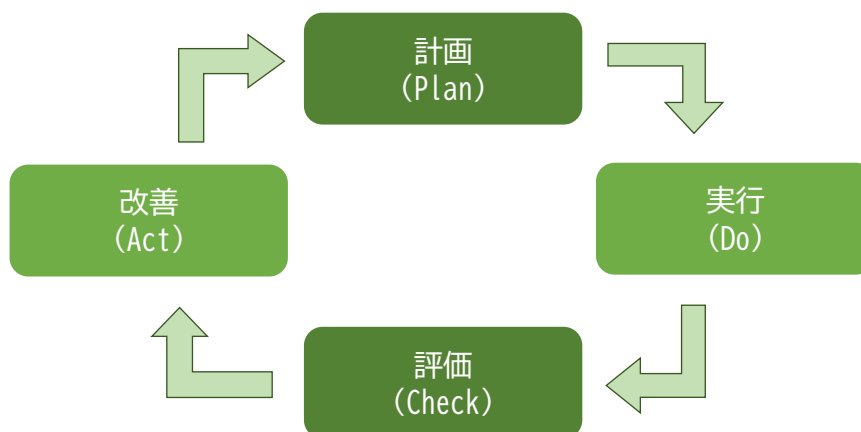 計画
(Plan)
改善
(Act)
実行
(Do)
評価
(Check)